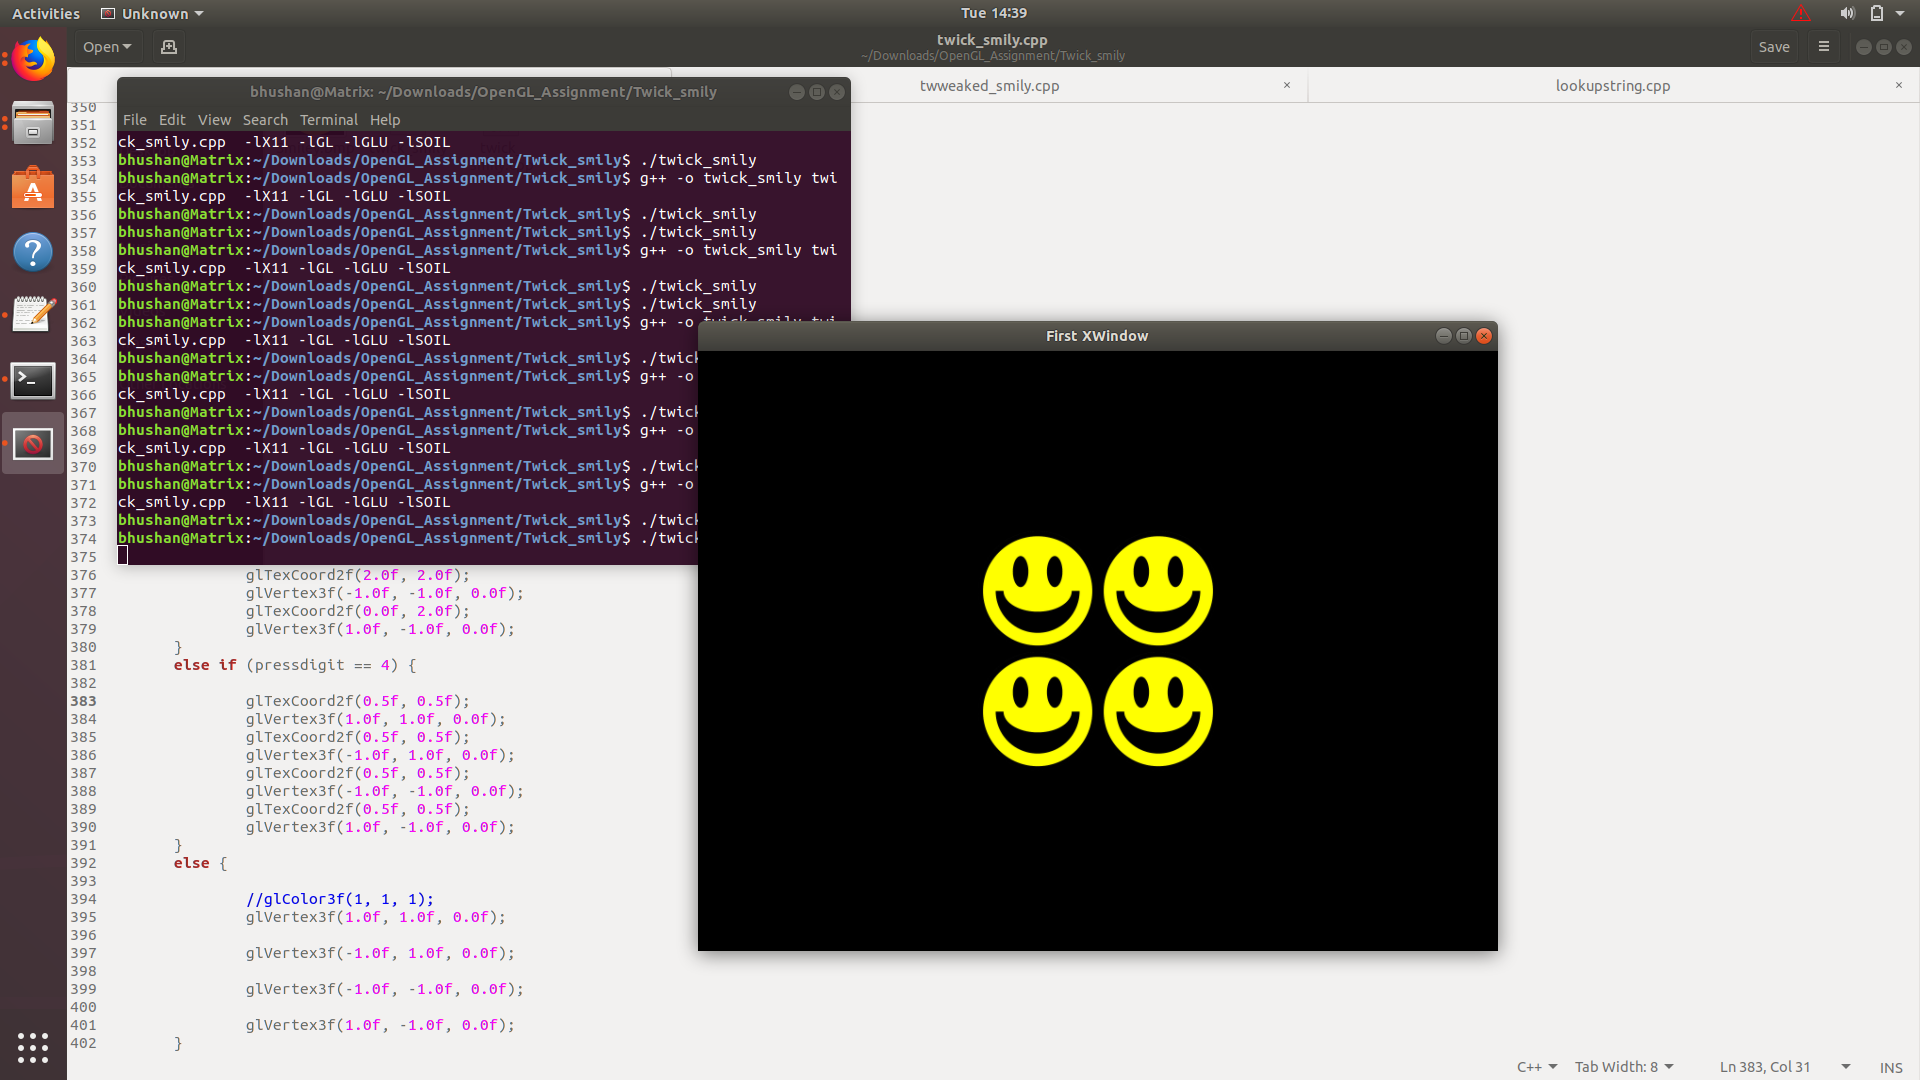 Activities Unknown Tue 14:39
Open twick_smily.cpp Save
~/Downloads/OpenGL_Assignment/Twick_smily
twweaked_smily.cpp × lookupstring.cpp ×
bhushan@Matrix: ~/Downloads/OpenGL_Assignment/Twick_smily
File Edit View Search Terminal Help
350
351
352 ck_smily.cpp  -lX11 -lGL -lGLU -lSOIL
353 bhushan@Matrix:~/Downloads/OpenGL_Assignment/Twick_smily$ ./twick_smily
354 bhushan@Matrix:~/Downloads/OpenGL_Assignment/Twick_smily$ g++ -o twick_smily twi
355 ck_smily.cpp  -lX11 -lGL -lGLU -lSOIL
356 bhushan@Matrix:~/Downloads/OpenGL_Assignment/Twick_smily$ ./twick_smily
357 bhushan@Matrix:~/Downloads/OpenGL_Assignment/Twick_smily$ ./twick_smily
358 bhushan@Matrix:~/Downloads/OpenGL_Assignment/Twick_smily$ g++ -o twick_smily twi
359 ck_smily.cpp  -lX11 -lGL -lGLU -lSOIL
360 bhushan@Matrix:~/Downloads/OpenGL_Assignment/Twick_smily$ ./twick_smily
361 bhushan@Matrix:~/Downloads/OpenGL_Assignment/Twick_smily$ ./twick_smily
362 bhushan@Matrix:~/Downloads/OpenGL_Assignment/Twick_smily$ g++ -o twick_smily twi
363 ck_smily.cpp  -lX11 -lGL -lGLU -lSOIL
First XWindow
364 bhushan@Matrix:~/Downloads/OpenGL_Assignment/Twick_smily$ ./twick
365 bhushan@Matrix:~/Downloads/OpenGL_Assignment/Twick_smily$ g++ -o
366 ck_smily.cpp  -lX11 -lGL -lGLU -lSOIL
367 bhushan@Matrix:~/Downloads/OpenGL_Assignment/Twick_smily$ ./twick
368 bhushan@Matrix:~/Downloads/OpenGL_Assignment/Twick_smily$ g++ -o
369 ck_smily.cpp  -lX11 -lGL -lGLU -lSOIL
370 bhushan@Matrix:~/Downloads/OpenGL_Assignment/Twick_smily$ ./twick
371 bhushan@Matrix:~/Downloads/OpenGL_Assignment/Twick_smily$ g++ -o
372 ck_smily.cpp  -lX11 -lGL -lGLU -lSOIL
373 bhushan@Matrix:~/Downloads/OpenGL_Assignment/Twick_smily$ ./twick
374 bhushan@Matrix:~/Downloads/OpenGL_Assignment/Twick_smily$ ./twick
375
376 glTexCoord2f(2.0f, 2.0f);
377 glVertex3f(-1.0f, -1.0f, 0.0f);
378 glTexCoord2f(0.0f, 2.0f);
379 glVertex3f(1.0f, -1.0f, 0.0f);
380 }
381 else if (pressdigit == 4) {
382
383 glTexCoord2f(0.5f, 0.5f);
384 glVertex3f(1.0f, 1.0f, 0.0f);
385 glTexCoord2f(0.5f, 0.5f);
386 glVertex3f(-1.0f, 1.0f, 0.0f);
387 glTexCoord2f(0.5f, 0.5f);
388 glVertex3f(-1.0f, -1.0f, 0.0f);
389 glTexCoord2f(0.5f, 0.5f);
390 glVertex3f(1.0f, -1.0f, 0.0f);
391 }
392 else {
393
394 //glColor3f(1, 1, 1);
395 glVertex3f(1.0f, 1.0f, 0.0f);
396
397 glVertex3f(-1.0f, 1.0f, 0.0f);
398
399 glVertex3f(-1.0f, -1.0f, 0.0f);
400
401 glVertex3f(1.0f, -1.0f, 0.0f);
402 }
C++ Tab Width: 8 Ln 383, Col 31 INS